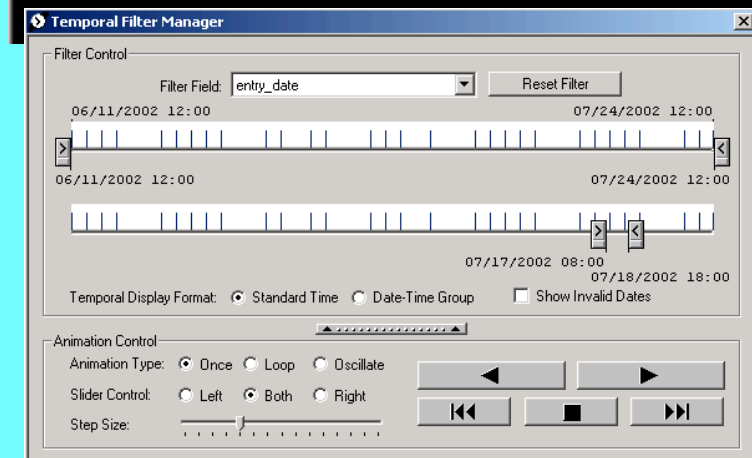 Temporal Filter Manager
Filter Control
Filter Field: entry_date Reset Filter
06/11/2002 12:00 07/24/2002 12:00
06/11/2002 12:00 07/24/2002 12:00
07/17/2002 08:00
07/18/2002 18:00
Temporal Display Format: Standard Time Date-Time Group Show Invalid Dates
Animation Control
Animation Type: Once Loop Oscillate
Slider Control: Left Both Right
Step Size: